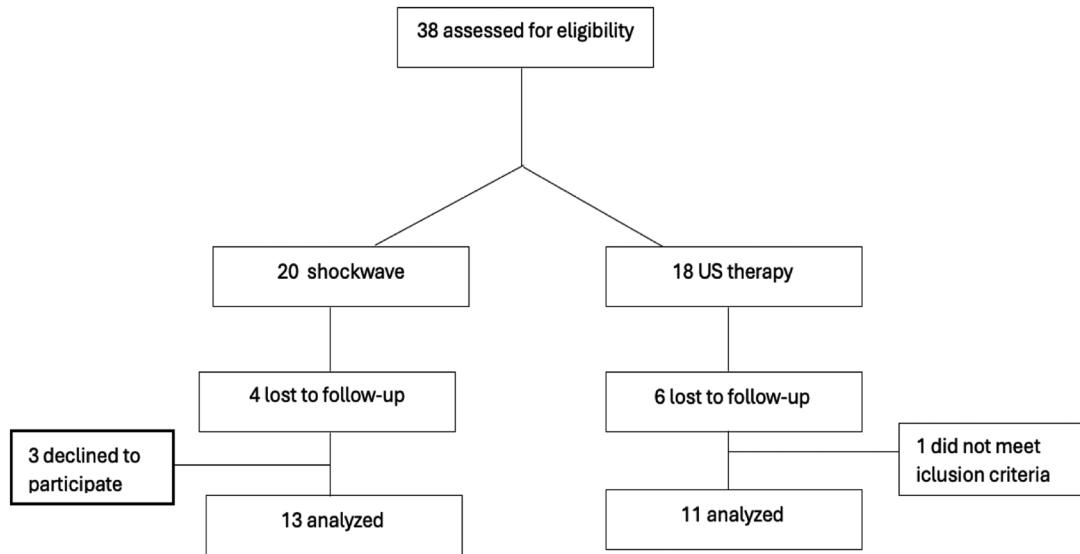 38 assessed for eligibility
20 shockwave
18 US therapy
4 lost to follow-up
6 lost to follow-up
3 declined to
participate
1 did not meet
iclusion criteria
13 analyzed
11 analyzed